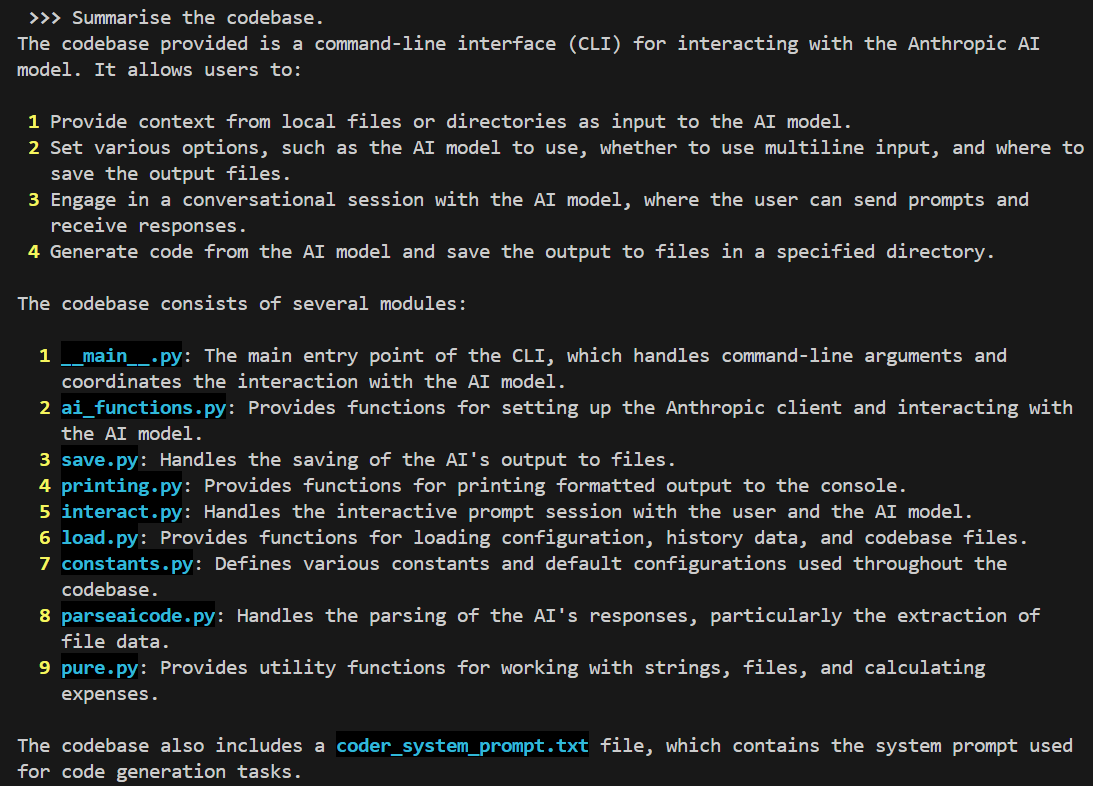 >>> Summarise the codebase.
The codebase provided is a command-line interface (CLI) for interacting with the Anthropic AI
model. It allows users to:
1 Provide context from local files or directories as input to the AI model.
2 Set various options, such as the AI model to use, whether to use multiline input, and where to
save the output files.
3 Engage in a conversational session with the AI model, where the user can send prompts and
receive responses.
4 Generate code from the AI model and save the output to files in a specified directory.
The codebase consists of several modules:
1 __main__.py: The main entry point of the CLI, which handles command-line arguments and
coordinates the interaction with the AI model.
2 ai_functions.py: Provides functions for setting up the Anthropic client and interacting with
the AI model.
3 save.py: Handles the saving of the AI's output to files.
4 printing.py: Provides functions for printing formatted output to the console.
5 interact.py: Handles the interactive prompt session with the user and the AI model.
6 load.py: Provides functions for loading configuration, history data, and codebase files.
7 constants.py: Defines various constants and default configurations used throughout the
codebase.
8 parseaicode.py: Handles the parsing of the AI's responses, particularly the extraction of
file data.
9 pure.py: Provides utility functions for working with strings, files, and calculating
expenses.
The codebase also includes a coder_system_prompt.txt file, which contains the system prompt used
for code generation tasks.